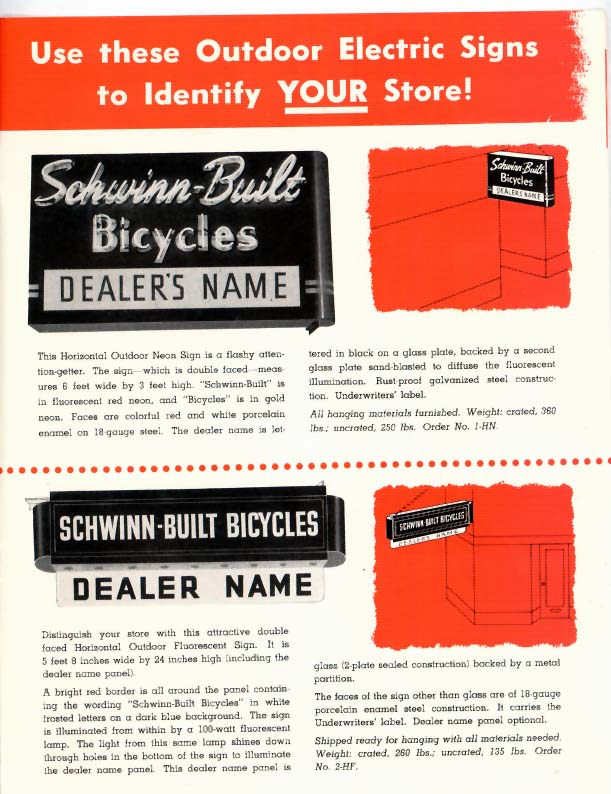 Use these Outdoor Electric Signs
to Identify YOUR Store!
Schwinn-Built
Bicycles
DEALER'S NAME
Schwinn-Built
Bicycles
DEALER'S NAME
This Horizontal Outdoor Neon Sign is a flashy atten-
tion-getter. The sign—which is double faced—meas-
ures 6 feet wide by 3 feet high. "Schwinn-Built" is
in fluorescent red neon, and "Bicycles" is in gold
neon. Faces are colorful red and white porcelain
enamel on 18-gauge steel. The dealer name is let-
tered in black on a glass plate, backed by a second
glass plate sand-blasted to diffuse the fluorescent
illumination. Rust-proof galvanized steel construc-
tion. Underwriters' label.
All hanging materials furnished. Weight: crated, 360
lbs.; uncrated, 250 lbs. Order No. 1-HN.
SCHWINN-BUILT BICYCLES
DEALER NAME
SCHWINN-BUILT BICYCLES
DEALER'S NAME
Distinguish your store with this attractive double
faced Horizontal Outdoor Fluorescent Sign. It is
5 feet 8 inches wide by 24 inches high (including the
dealer name panel).
A bright red border is all around the panel contain-
ing the wording "Schwinn-Built Bicycles" in white
frosted letters on a dark blue background. The sign
is illuminated from within by a 100-watt fluorescent
lamp. The light from this same lamp shines down
through holes in the bottom of the sign to illuminate
the dealer name panel. This dealer name panel is
glass (2-plate sealed construction) backed by a metal
partition.
The faces of the sign other than glass are of 18-gauge
porcelain enamel steel construction. It carries the
Underwriters' label. Dealer name panel optional.
Shipped ready for hanging with all materials needed.
Weight: crated, 260 lbs.; uncrated, 135 lbs. Order
No. 2-HF.